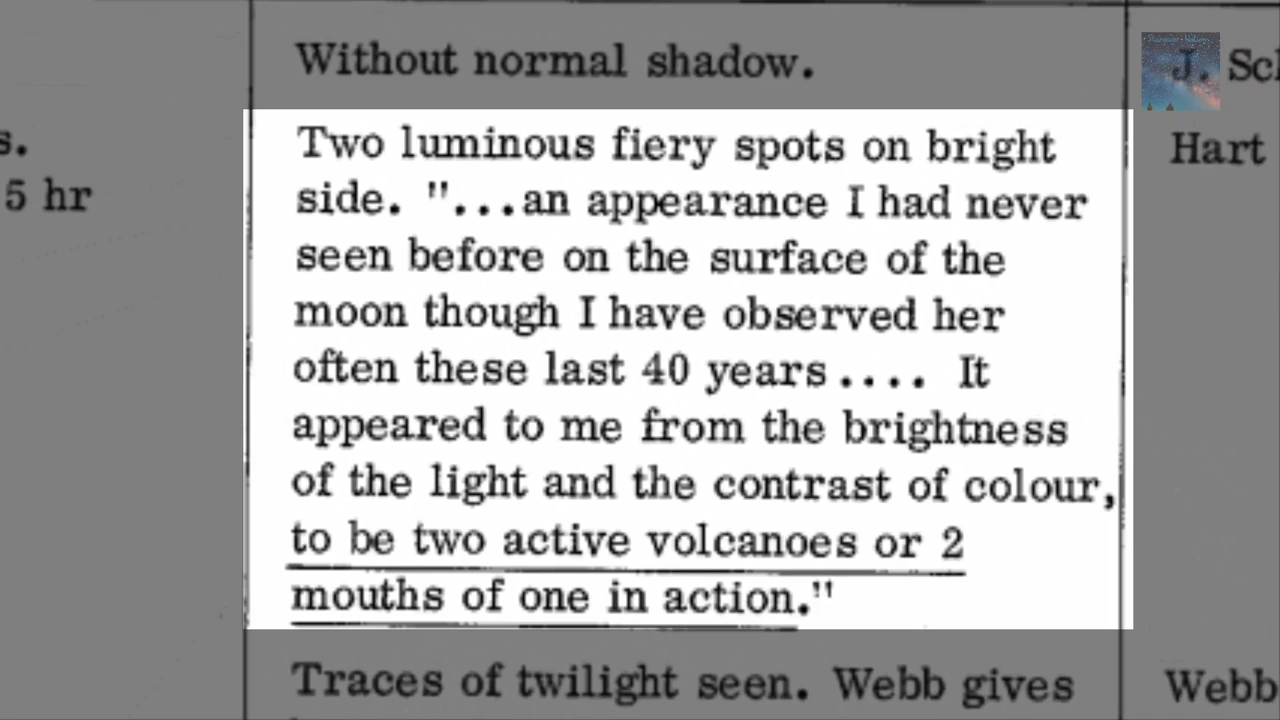 Without normal shadow.
J. Sc
s.
Two luminous fiery spots on bright
Hart
side. "...an appearance I had never
5 hr
seen before on the surface of the
moon though I have observed her
often these last 40 years .... It
appeared to me from the brightness
of the light and the contrast of colour,
to be two active volcanoes or 2
mouths of one in action."
Traces of twilight seen. Webb gives
Webb